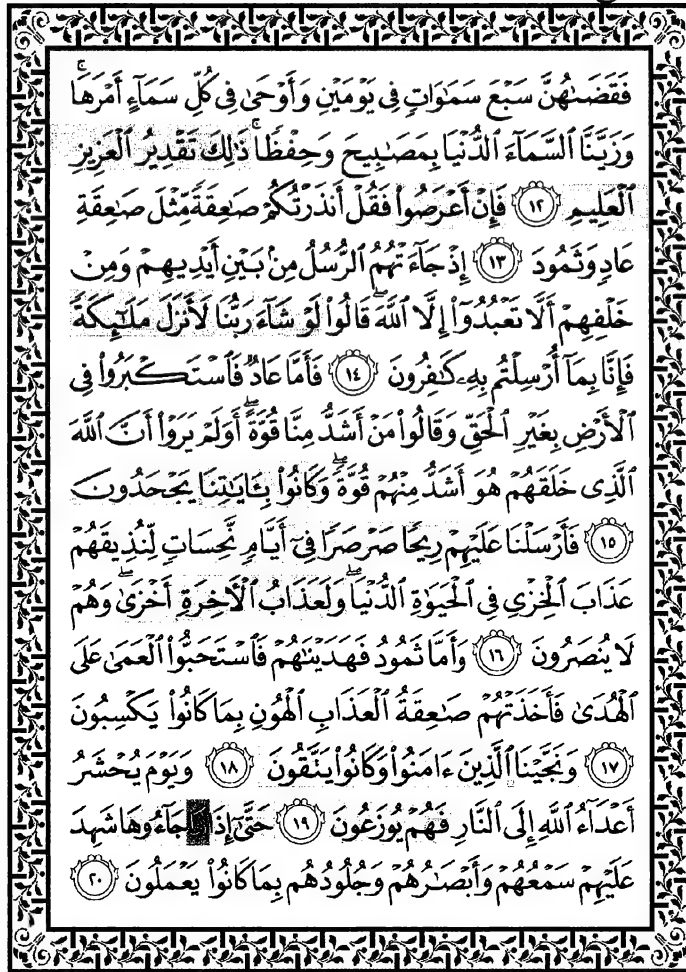 فَقَضَىٰهُنَّ سَبْعَ سَمَٰوَاتٍ فِى يَوْمَيْنِ وَأَوْحَىٰ فِى كُلِّ سَمَآءٍ أَمْرَهَا ۚ
وَزَيَّنَّا ٱلسَّمَآءَ ٱلدُّنْيَا بِمَصَٰبِيحَ وَحِفْظًا ۚ ذَٰلِكَ تَقْدِيرُ ٱلْعَزِيزِ
ٱلْعَلِيمِ ١٢ فَإِنْ أَعْرَضُوا۟ فَقُلْ أَنذَرْتُكُمْ صَٰعِقَةً مِّثْلَ صَٰعِقَةِ
عَادٍ وَثَمُودَ ١٣ إِذْ جَآءَتْهُمُ ٱلرُّسُلُ مِنۢ بَيْنِ أَيْدِيهِمْ وَمِنْ
خَلْفِهِمْ أَلَّا تَعْبُدُوٓا۟ إِلَّا ٱللَّهَ ۖ قَالُوا۟ لَوْ شَآءَ رَبُّنَا لَأَنزَلَ مَلَٰٓئِكَةً
فَإِنَّا بِمَآ أُرْسِلْتُم بِهِۦ كَٰفِرُونَ ١٤ فَأَمَّا عَادٌ فَٱسْتَكْبَرُوا۟ فِى
ٱلْأَرْضِ بِغَيْرِ ٱلْحَقِّ وَقَالُوا۟ مَنْ أَشَدُّ مِنَّا قُوَّةً ۖ أَوَلَمْ يَرَوْا۟ أَنَّ ٱللَّهَ
ٱلَّذِى خَلَقَهُمْ هُوَ أَشَدُّ مِنْهُمْ قُوَّةً ۖ وَكَانُوا۟ بِـَٔايَٰتِنَا يَجْحَدُونَ
١٥ فَأَرْسَلْنَا عَلَيْهِمْ رِيحًا صَرْصَرًا فِىٓ أَيَّامٍ نَّحِسَاتٍ لِّنُذِيقَهُمْ
عَذَابَ ٱلْخِزْىِ فِى ٱلْحَيَوٰةِ ٱلدُّنْيَا ۖ وَلَعَذَابُ ٱلْأَخِرَةِ أَخْزَىٰ ۖ وَهُمْ
لَا يُنصَرُونَ ١٦ وَأَمَّا ثَمُودُ فَهَدَيْنَٰهُمْ فَٱسْتَحَبُّوا۟ ٱلْعَمَىٰ عَلَى
ٱلْهُدَىٰ فَأَخَذَتْهُمْ صَٰعِقَةُ ٱلْعَذَابِ ٱلْهُونِ بِمَا كَانُوا۟ يَكْسِبُونَ
١٧ وَنَجَّيْنَا ٱلَّذِينَ ءَامَنُوا۟ وَكَانُوا۟ يَتَّقُونَ ١٨ وَيَوْمَ يُحْشَرُ
أَعْدَآءُ ٱللَّهِ إِلَى ٱلنَّارِ فَهُمْ يُوزَعُونَ ١٩ حَتَّىٰٓ إِذَا جَآءُوهَا شَهِدَ
عَلَيْهِمْ سَمْعُهُمْ وَأَبْصَٰرُهُمْ وَجُلُودُهُم بِمَا كَانُوا۟ يَعْمَلُونَ ٢٠